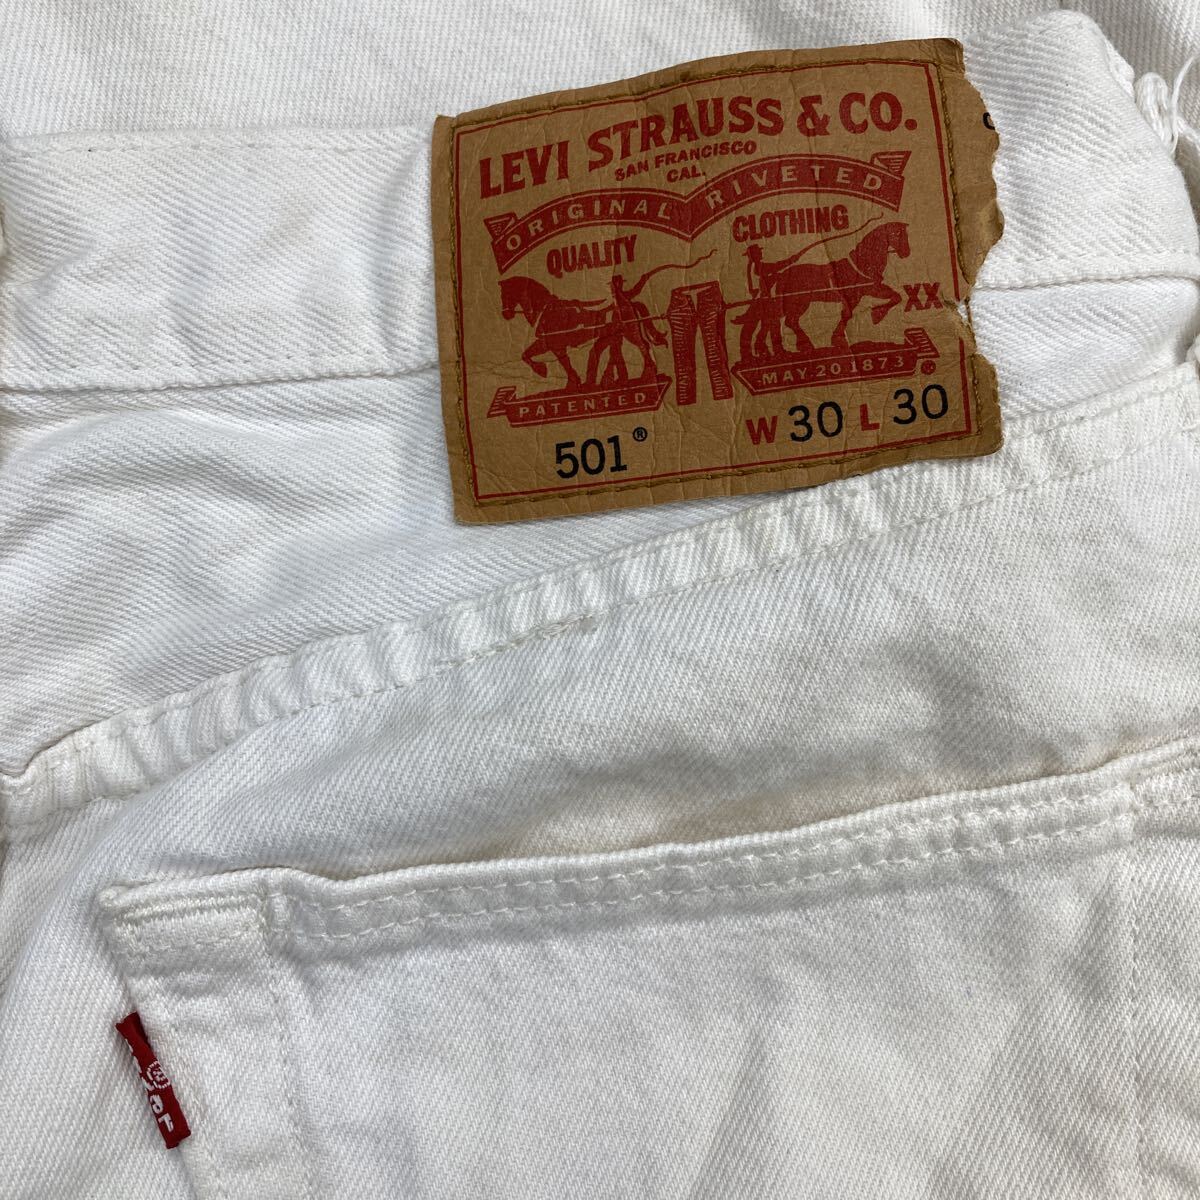 LEVI STRAUSS & CO.
SAN FRANCISCO
CAL.
ORIGINAL RIVETED
QUALITY CLOTHING
XX
PATENTED MAY.20 1873 ®
501® W 30 L 30